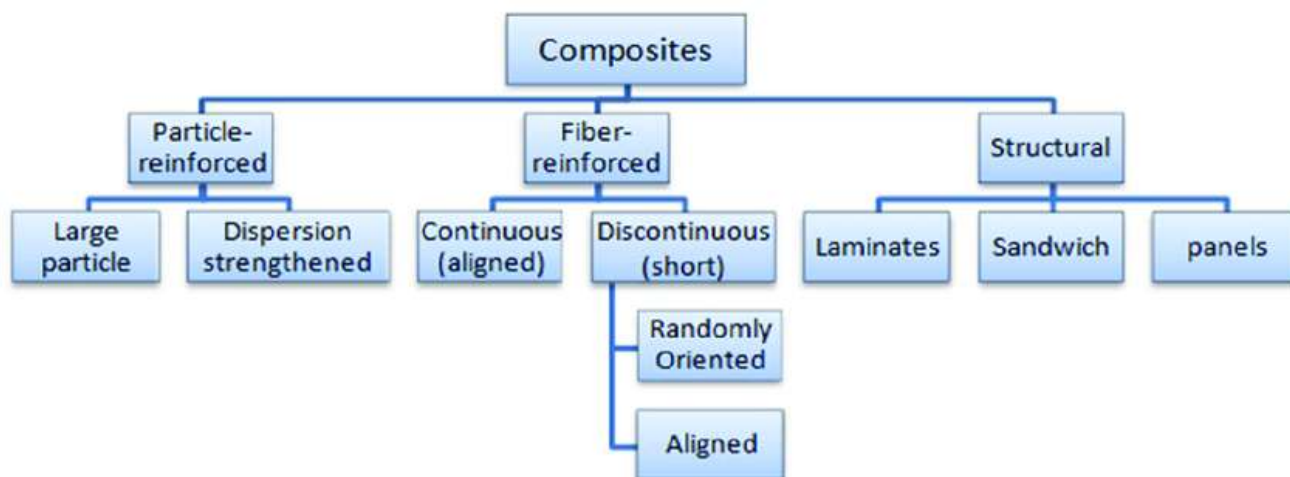 Composites
Particle-
reinforced
Fiber-
reinforced
Structural
Large
particle
Dispersion
strengthened
Continuous
(aligned)
Discontinuous
(short)
Laminates
Sandwich
panels
Randomly
Oriented
Aligned